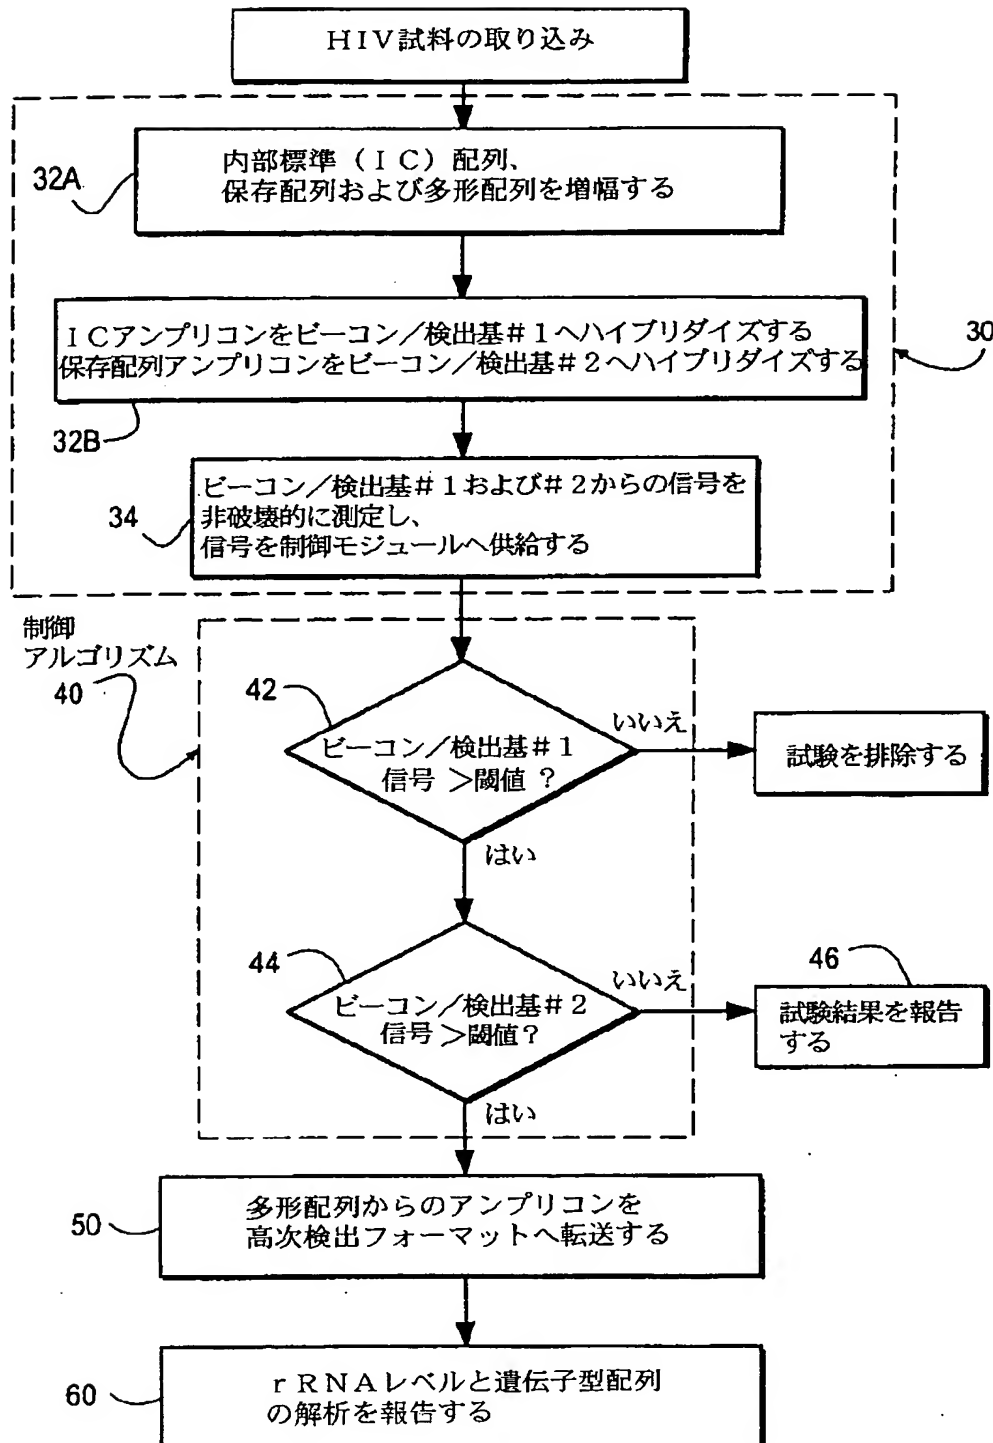 HIV試料の取り込み
32A
内部標準(IC)配列、
保存配列および多形配列を増幅する
ICアンプリコンをビーコン/検出基#1へハイブリダイズする
保存配列アンプリコンをビーコン/検出基#2へハイブリダイズする
30
32B
34
ビーコン/検出基#1および#2からの信号を
非破壊的に測定し、
信号を制御モジュールへ供給する
制御
アルゴリズム
40
42
ビーコン/検出基#1
信号 >閾値 ?
いいえ
試験を排除する
はい
44
ビーコン/検出基#2
信号>閾値?
いいえ
46
試験結果を報告
する
はい
50
多形配列からのアンプリコンを
高次検出フォーマットへ転送する
60
rRNAレベルと遺伝子型配列
の解析を報告する